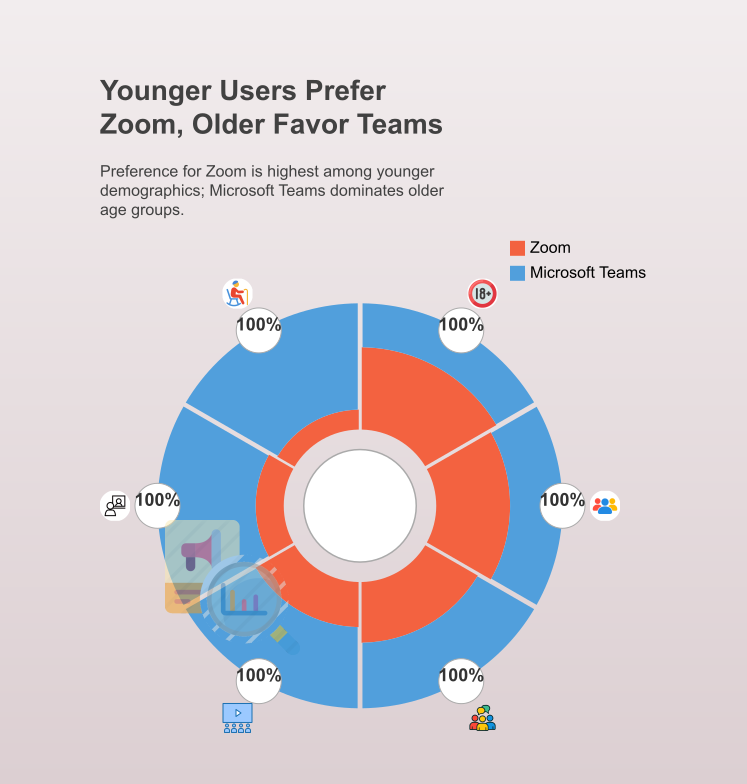 Younger Users Prefer
Zoom, Older Favor Teams
Preference for Zoom is highest among younger
demographics; Microsoft Teams dominates older
age groups.
Zoom
Microsoft Teams
18+
100%
100%
100%
100%
100%
100%